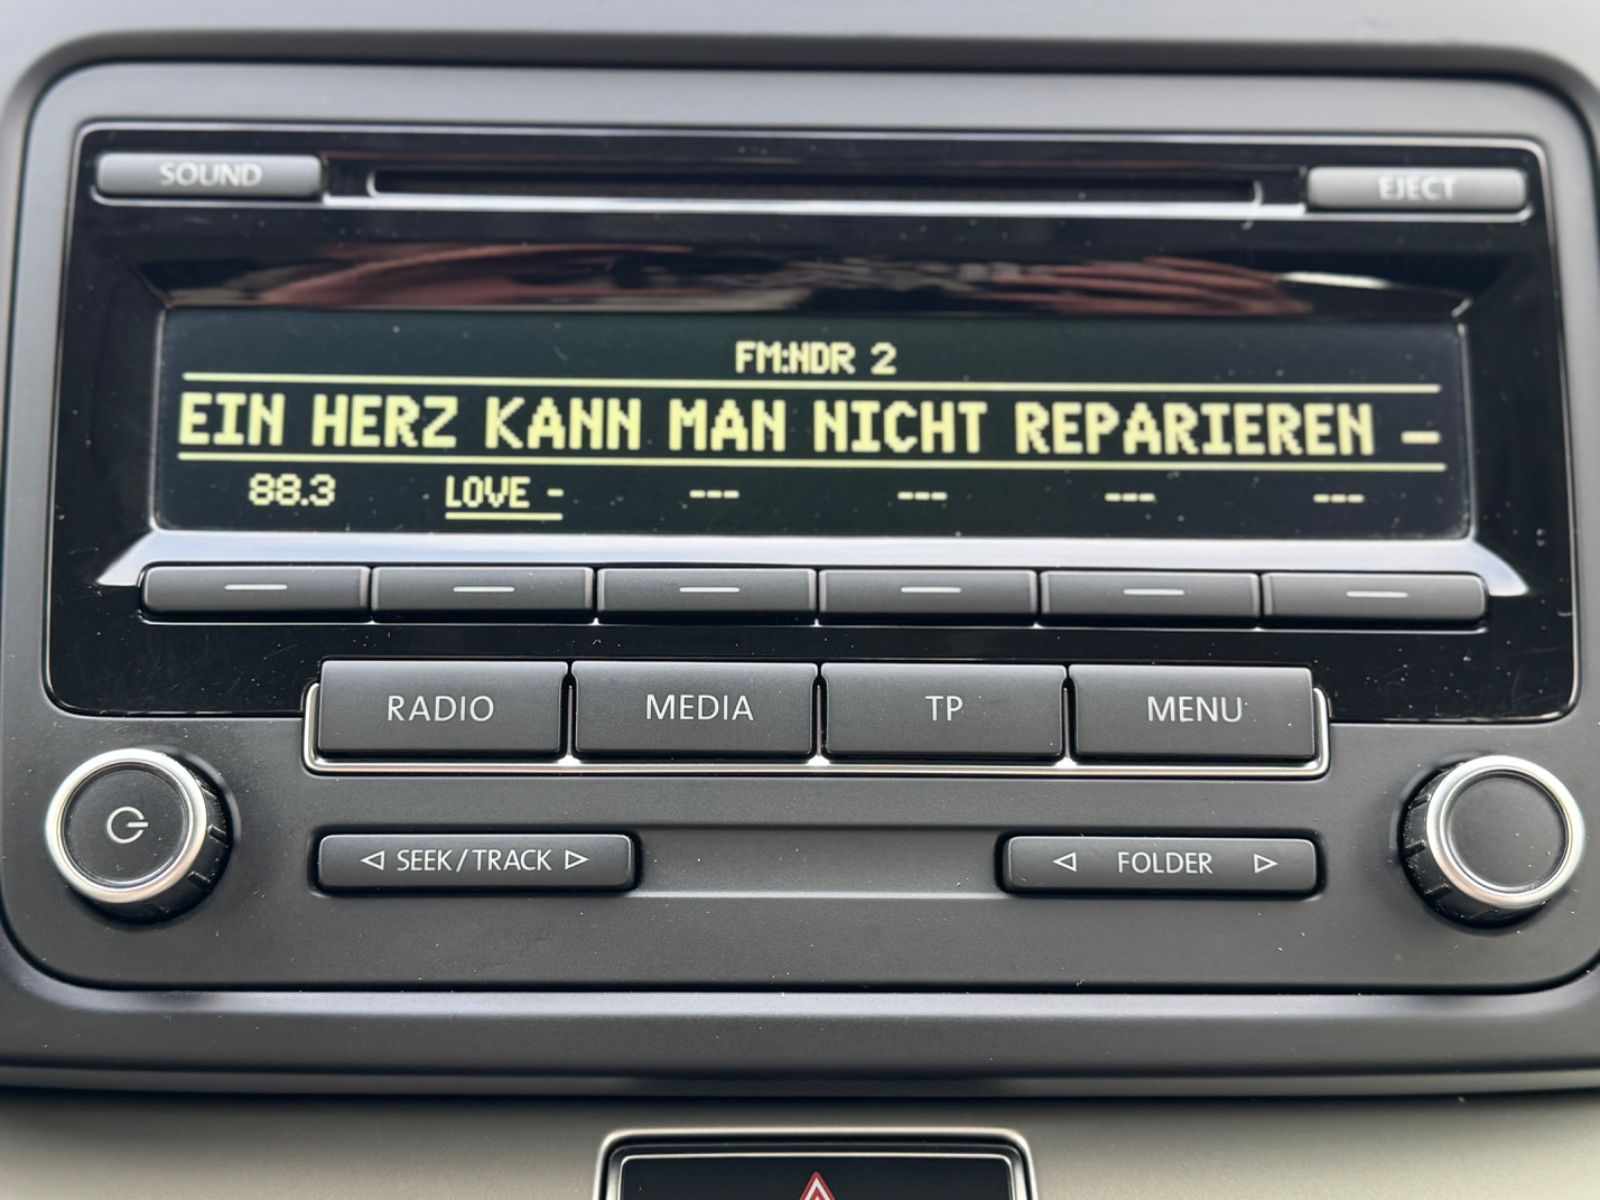 SOUND EJECT
FM:NDR 2
EIN HERZ KANN MAN NICHT REPARIEREN -
88.3 LOVE - --- --- --- ---
RADIO MEDIA TP MENU
◁ SEEK/TRACK ▷ ◁ FOLDER ▷